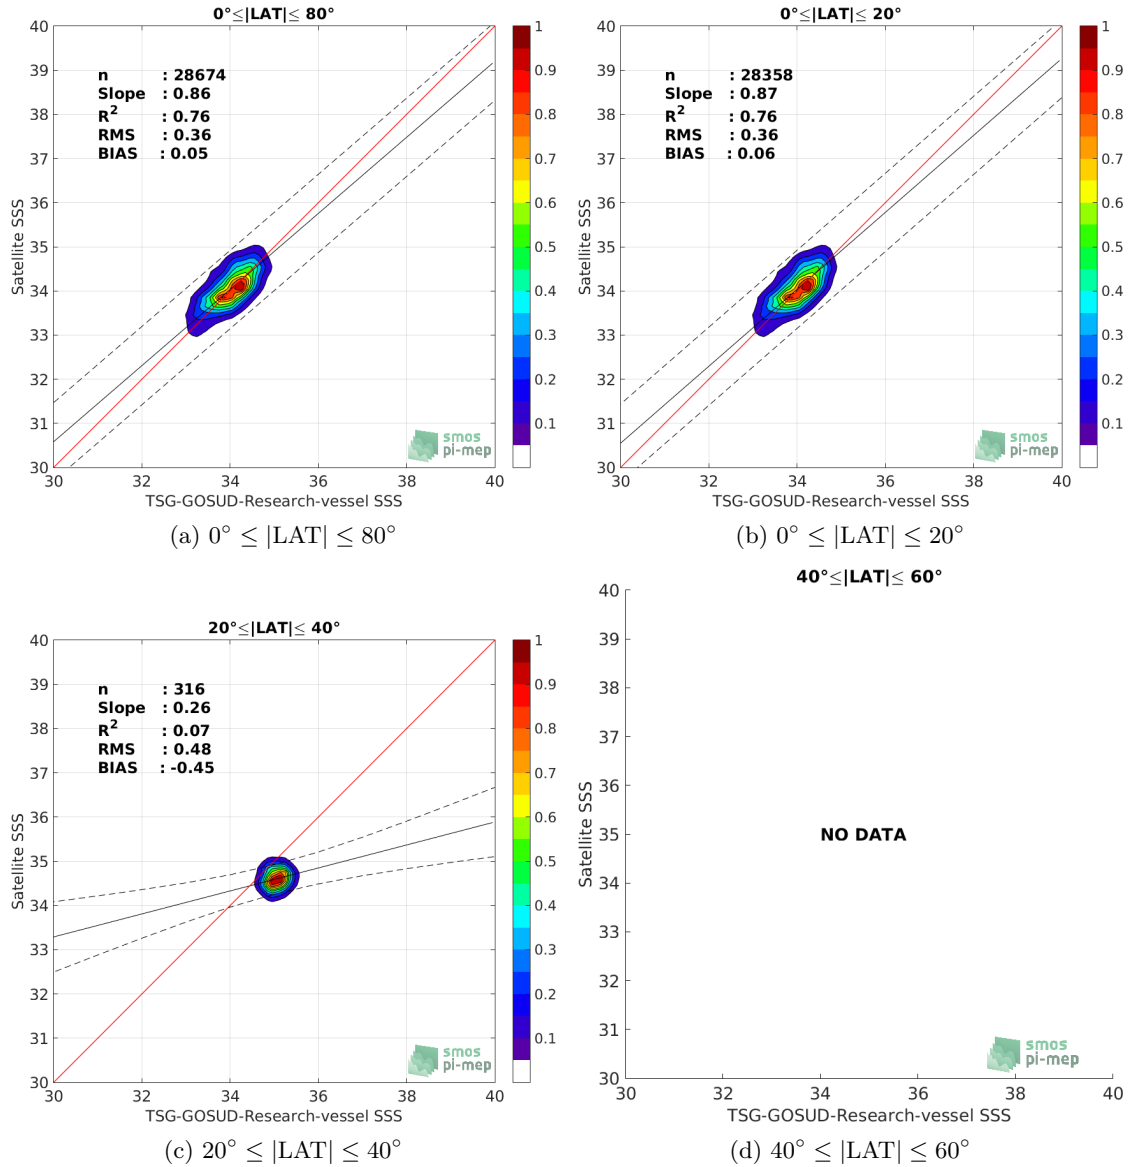 0°≤|LAT|≤ 80°
40
39
38
37
36
35
34
33
32
31
30
Satellite SSS
n : 28674
Slope : 0.86
R² : 0.76
RMS : 0.36
BIAS : 0.05
smos
pi-mep
30 32 34 36 38 40
TSG-GOSUD-Research-vessel SSS
1
0.9
0.8
0.7
0.6
0.5
0.4
0.3
0.2
0.1
(a) 0° ≤ |LAT| ≤ 80°
0°≤|LAT|≤ 20°
40
39
38
37
36
35
34
33
32
31
30
Satellite SSS
n : 28358
Slope : 0.87
R² : 0.76
RMS : 0.36
BIAS : 0.06
smos
pi-mep
30 32 34 36 38 40
TSG-GOSUD-Research-vessel SSS
1
0.9
0.8
0.7
0.6
0.5
0.4
0.3
0.2
0.1
(b) 0° ≤ |LAT| ≤ 20°
20°≤|LAT|≤ 40°
40
39
38
37
36
35
34
33
32
31
30
Satellite SSS
n : 316
Slope : 0.26
R² : 0.07
RMS : 0.48
BIAS : -0.45
smos
pi-mep
30 32 34 36 38 40
TSG-GOSUD-Research-vessel SSS
1
0.9
0.8
0.7
0.6
0.5
0.4
0.3
0.2
0.1
(c) 20° ≤ |LAT| ≤ 40°
40°≤|LAT|≤ 60°
40
39
38
37
36
35
34
33
32
31
30
Satellite SSS
NO DATA
smos
pi-mep
30 32 34 36 38 40
TSG-GOSUD-Research-vessel SSS
(d) 40° ≤ |LAT| ≤ 60°